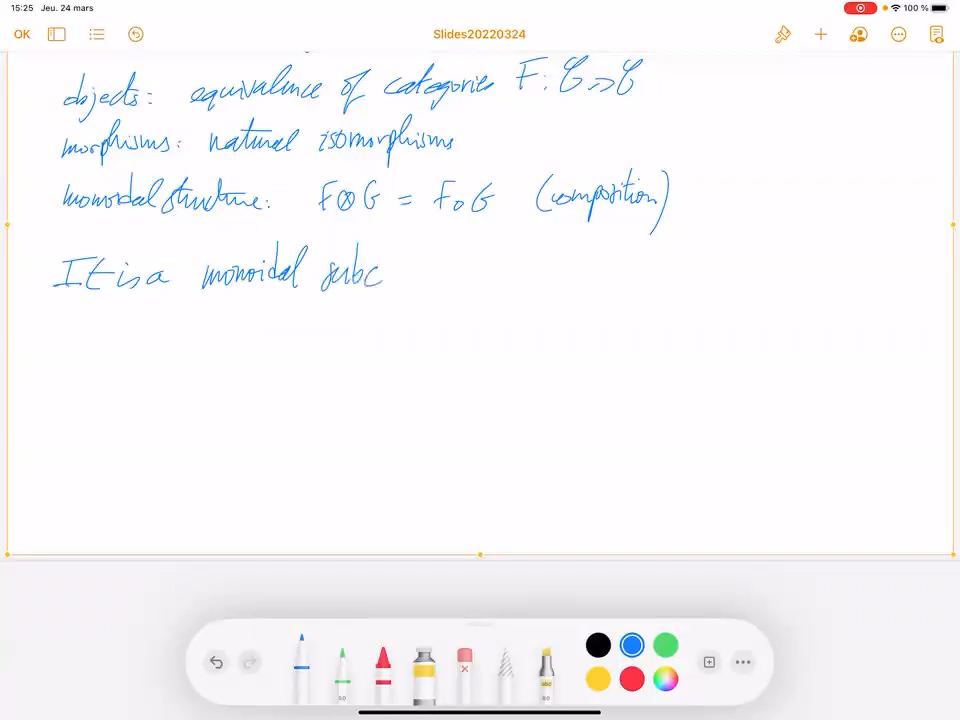 15:25 Jeu. 24 mars
100 %
OK
Slides20220324
objects: equivalence of categories F: C → C
morphisms: natural isomorphisms
monoidal structure: F⊗G = F∘G (composition)
It is a monoidal subc